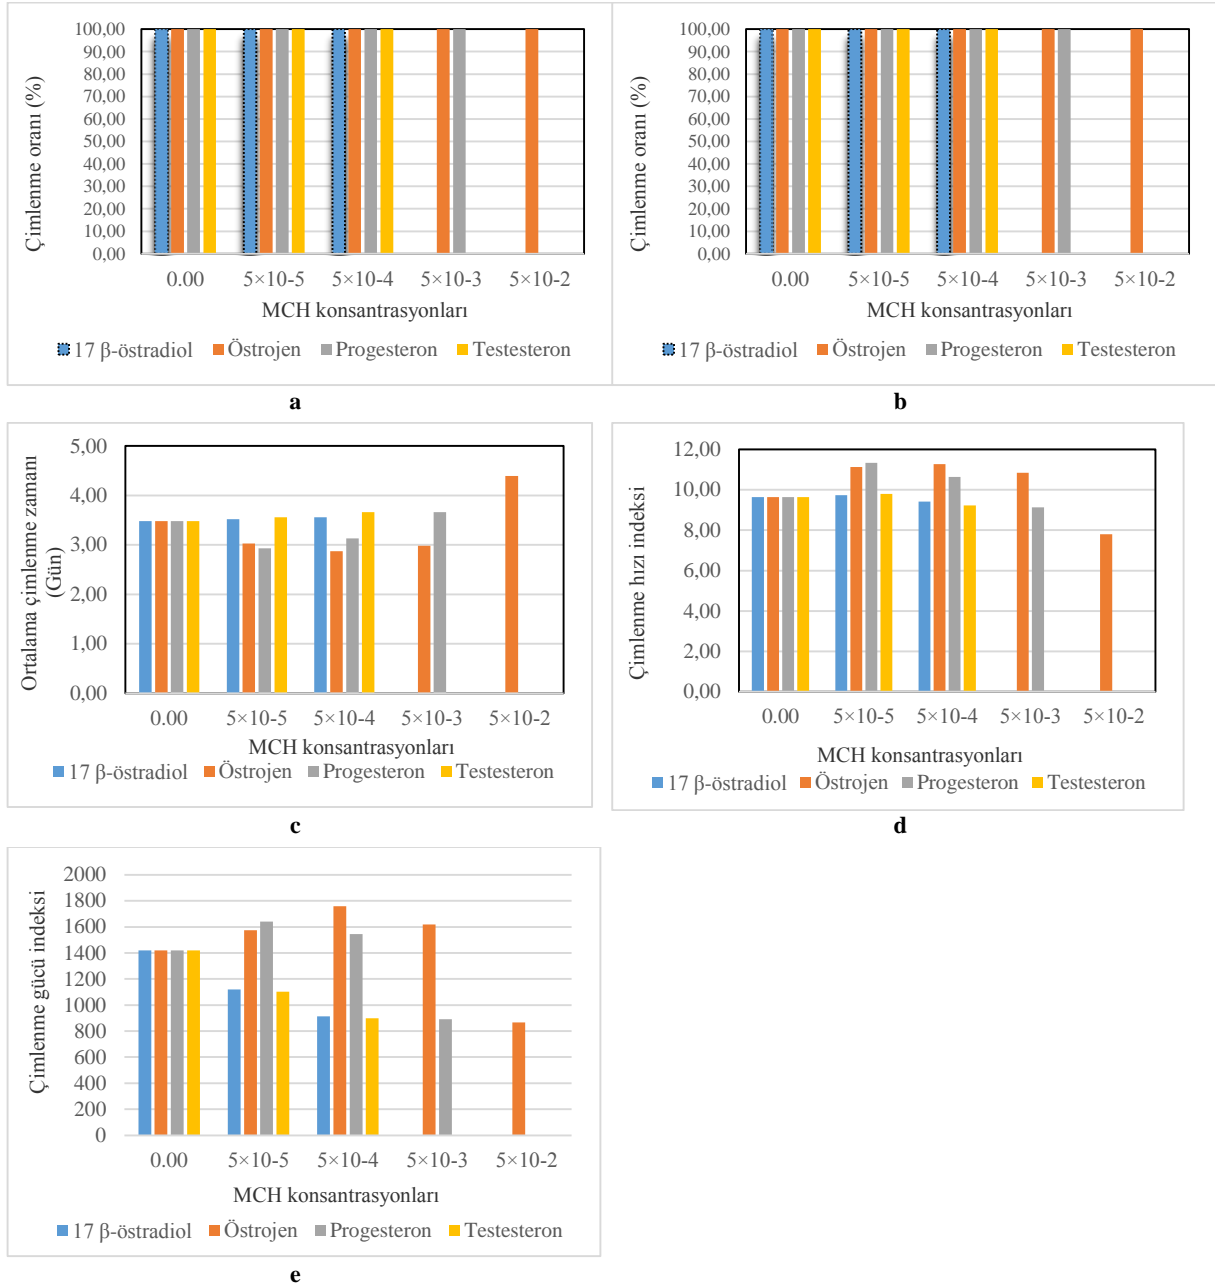 Çimlenme oranı (%)
100,00
90,00
80,00
70,00
60,00
50,00
40,00
30,00
20,00
10,00
0,00
0.00 5×10-5 5×10-4 5×10-3 5×10-2
MCH konsantrasyonları
17 β-östradiol Östrojen Progesteron Testesteron
a
Çimlenme oranı (%)
100,00
90,00
80,00
70,00
60,00
50,00
40,00
30,00
20,00
10,00
0,00
0.00 5×10-5 5×10-4 5×10-3 5×10-2
MCH konsantrasyonları
17 β-östradiol Östrojen Progesteron Testesteron
b
Ortalama çimlenme zamanı
(Gün)
5,00
4,00
3,00
2,00
1,00
0,00
0.00 5×10-5 5×10-4 5×10-3 5×10-2
MCH konsantrasyonları
17 β-östradiol Östrojen Progesteron Testesteron
c
Çimlenme hızı indeksi
12,00
10,00
8,00
6,00
4,00
2,00
0,00
0.00 5×10-5 5×10-4 5×10-3 5×10-2
MCH konsantrasyonları
17 β-östradiol Östrojen Progesteron Testesteron
d
Çimlenme gücü indeksi
2000
1800
1600
1400
1200
1000
800
600
400
200
0
0.00 5×10-5 5×10-4 5×10-3 5×10-2
MCH konsantrasyonları
17 β-östradiol Östrojen Progesteron Testesteron
e